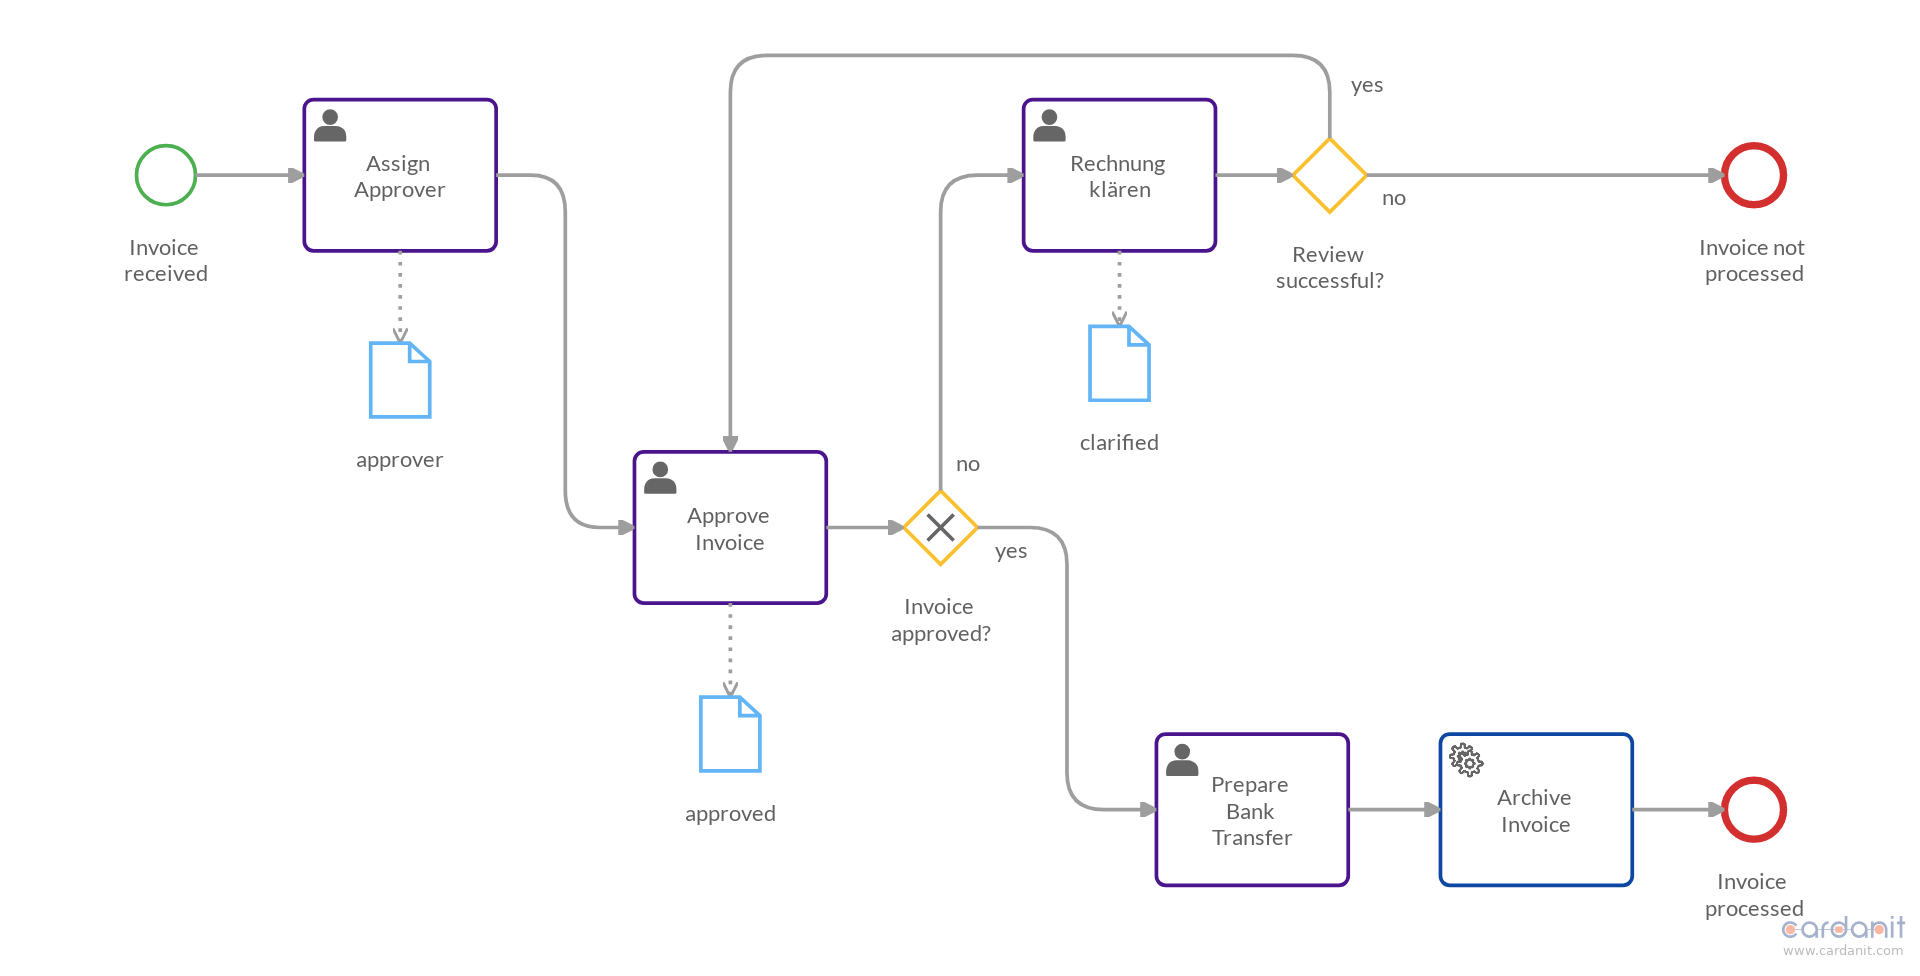 yes
Assign
Approver
Rechnung
klären
no
Invoice
received
Review
successful?
Invoice not
processed
approver
clarified
no
Approve
Invoice
yes
Invoice
approved?
approved
Prepare
Bank
Transfer
Archive
Invoice
Invoice
processed
cardanit
www.cardanit.com